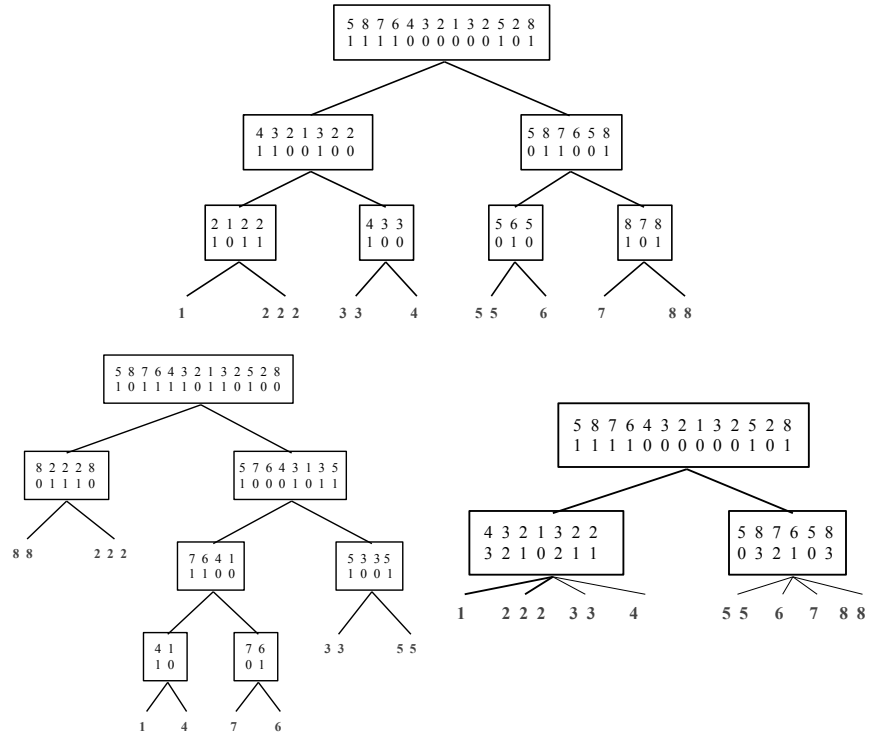 5 8 7 6 4 3 2 1 3 2 5 2 8
1 1 1 1 0 0 0 0 0 0 1 0 1
4 3 2 1 3 2 2
1 1 0 0 1 0 0
5 8 7 6 5 8
0 1 1 0 0 1
2 1 2 2
1 0 1 1
4 3 3
1 0 0
5 6 5
0 1 0
8 7 8
1 0 1
1
2 2 2
3 3
4
5 5
6
7
8 8
5 8 7 6 4 3 2 1 3 2 5 2 8
1 0 1 1 1 1 0 1 1 0 1 0 0
8 2 2 2 8
0 1 1 1 0
5 7 6 4 3 1 3 5
1 0 0 0 1 0 1 1
8 8
2 2 2
7 6 4 1
1 1 0 0
5 3 3 5
1 0 0 1
4 1
1 0
7 6
0 1
3 3
5 5
1
4
7
6
5 8 7 6 4 3 2 1 3 2 5 2 8
1 1 1 1 0 0 0 0 0 0 1 0 1
4 3 2 1 3 2 2
3 2 1 0 2 1 1
5 8 7 6 5 8
0 3 2 1 0 3
1
2 2 2
3 3
4
5 5
6
7
8 8